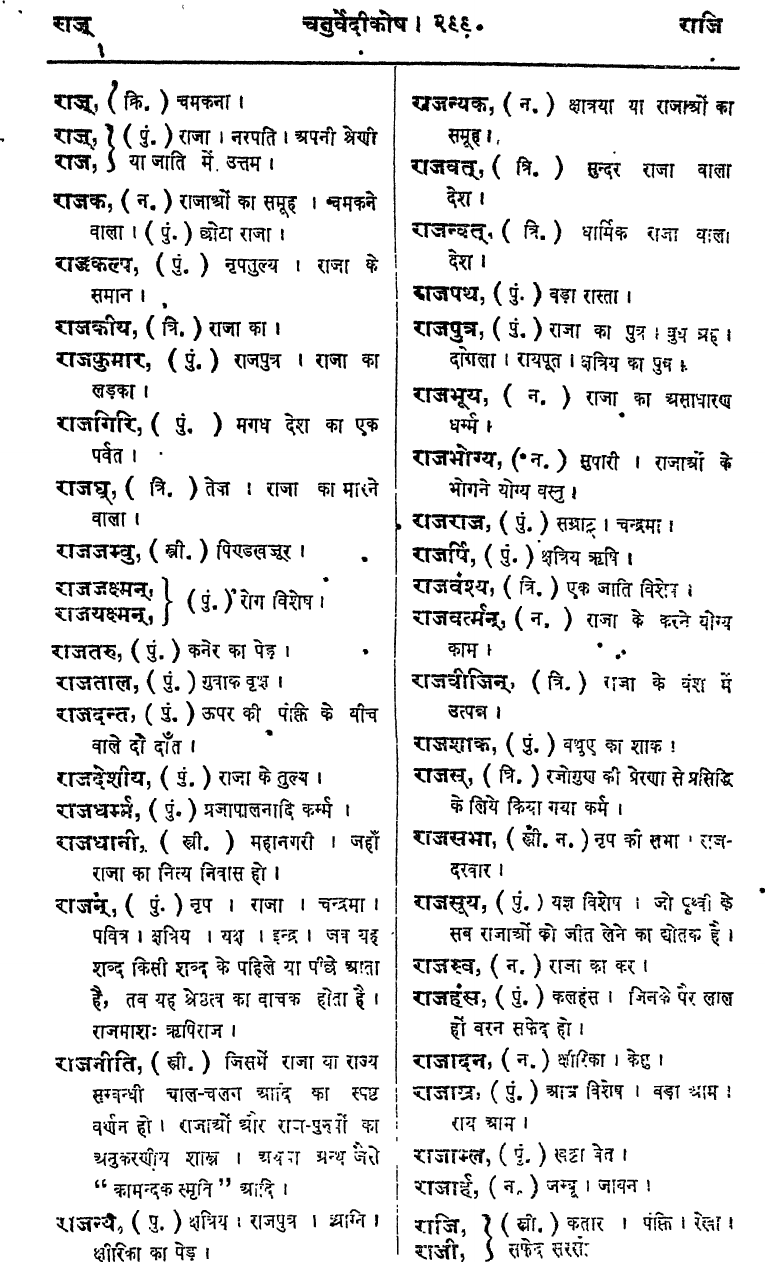 राज्
चतुर्वेदीकोष । २९९.
राजि
राज्, (क्रि.) चमकना ।
राज्, } (पुं.) राजा । नरपति । अपनी श्रेणी
राज, } या जाति में उत्तम ।
राजक, (न.) राजाओं का समूह । चमकने
वाला । (पुं.) छोटा राजा ।
राजकल्प, (पुं.) नृपतुल्य । राजा के
समान ।
राजकीय, (त्रि.) राजा का ।
राजकुमार, (पुं.) राजपुत्र । राजा का
लड़का ।
राजगिरि, (पुं.) मगध देश का एक
पर्वत ।
राजघ्, (त्रि.) तेज । राजा का मारने
वाला ।
राजजम्वु, (स्त्री.) पिण्डखजूर ।
राजजक्ष्मन्, }
राजयक्ष्मन्, } (पुं.) रोग विशेष ।
राजतरु, (पुं.) कनेर का पेड़ ।
राजताल, (पुं.) गुवाक वृक्ष ।
राजदन्त, (पुं.) ऊपर की पंक्ति के बीच
वाले दो दाँत ।
राजदेशीय, (पुं.) राजा के तुल्य ।
राजधर्म्म, (पुं.) प्रजापालनादि कर्म्म ।
राजधानी, (स्त्री.) महानगरी । जहाँ
राजा का नित्य निवास हो ।
राजन्, (पुं.) नृप । राजा । चन्द्रमा ।
पवित्र । क्षत्रिय । यक्ष । इन्द्र । जब यह
शब्द किसी शब्द के पहिले या पीछे आता
है, तब यह श्रेष्ठत्व का वाचक होता है ।
राजमाशः ऋषिराज ।
राजनीति, (स्त्री.) जिसमें राजा या राज्य
सम्बन्धी चाल-चलन आदि का स्पष्ट
वर्णन हो । राजाओं और राज-पुरुषों का
अनुकरणीय शास्त्र । अथवा ग्रन्थ जैसे
“ कामन्दक स्मृति ” आदि ।
राजन्य, (पु.) क्षत्रिय । राजपुत्र । अग्नि ।
क्षीरिका का पेड़ ।
राजन्यक, (न.) क्षत्रियों या राजाओं का
समूह ।
राजवत्, (त्रि.) सुन्दर राजा वाला
देश ।
राजन्वत्, (त्रि.) धार्मिक राजा वाला
देश ।
राजपथ, (पुं.) बड़ा रास्ता ।
राजपुत्र, (पुं.) राजा का पुत्र । बुध ग्रह ।
दोगला । रायपूत । क्षत्रिय का पुत्र ।
राजभूय, (न.) राजा का असाधारण
धर्म्म ।
राजभोग्य, (न.) सुपारी । राजाओं के
भोगने योग्य वस्तु ।
राजराज, (पुं.) सम्राट् । चन्द्रमा ।
राजर्षि, (पुं.) क्षत्रिय ऋषि ।
राजवंश्य, (त्रि.) एक जाति विशेष ।
राजवर्त्मन्, (न.) राजा के करने योग्य
काम ।
राजवीजिन्, (त्रि.) राजा के वंश में
उत्पन्न ।
राजशाक, (पुं.) बथुए का शाक ।
राजस्, (त्रि.) रजोगुण की प्रेरणा से प्रसिद्धि
के लिये किया गया कर्म ।
राजसभा, (स्त्री. न.) नृप की सभा । राज-
दरबार ।
राजसूय, (पुं.) यज्ञ विशेष । जो पृथ्वी के
सब राजाओं को जीत लेने का द्योतक है ।
राजस्व, (न.) राजा का कर ।
राजहंस, (पुं.) कलहंस । जिनके पैर लाल
हों वरन सफेद हो ।
राजादन, (न.) क्षीरिका । केशु ।
राजाम्र, (पुं.) आम्र विशेष । बड़ा आम ।
राय आम ।
राजाम्ल, (पुं.) खट्टा बेत ।
राजार्ह, (न.) जम्बू । जामन ।
राजि, } (स्त्री.) कतार । पंक्ति । रेखा ।
राजी, } सफेद सरसों